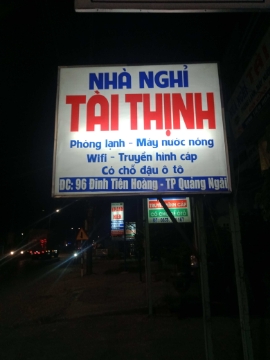 NHÀ NGHỈ
TÀI THỊNH
Phòng lạnh - Máy nước nóng
Wifi - Truyền hình cáp
Có chỗ đậu ô tô
ĐC: 96 Đinh Tiên Hoàng - TP Quảng Ngãi